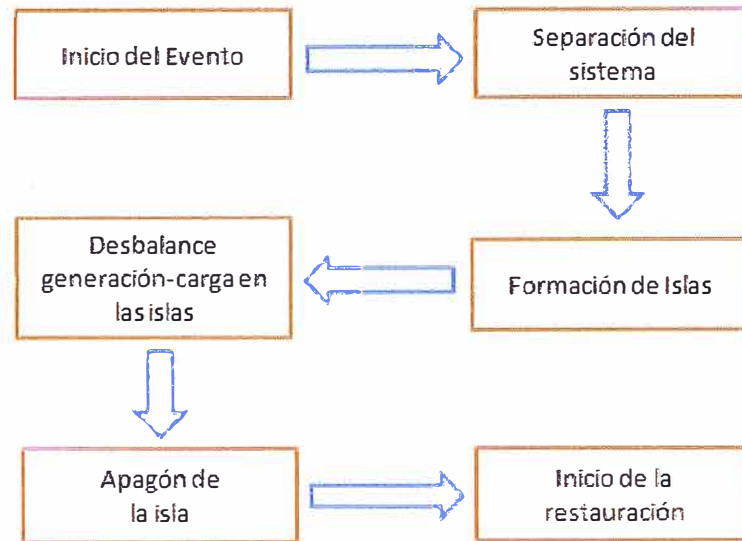 Inicio del Evento
Separación del
sistema
Desbalance
generación-carga en
las islas
Formación de Islas
Apagón de
la isla
Inicio de la
restauración